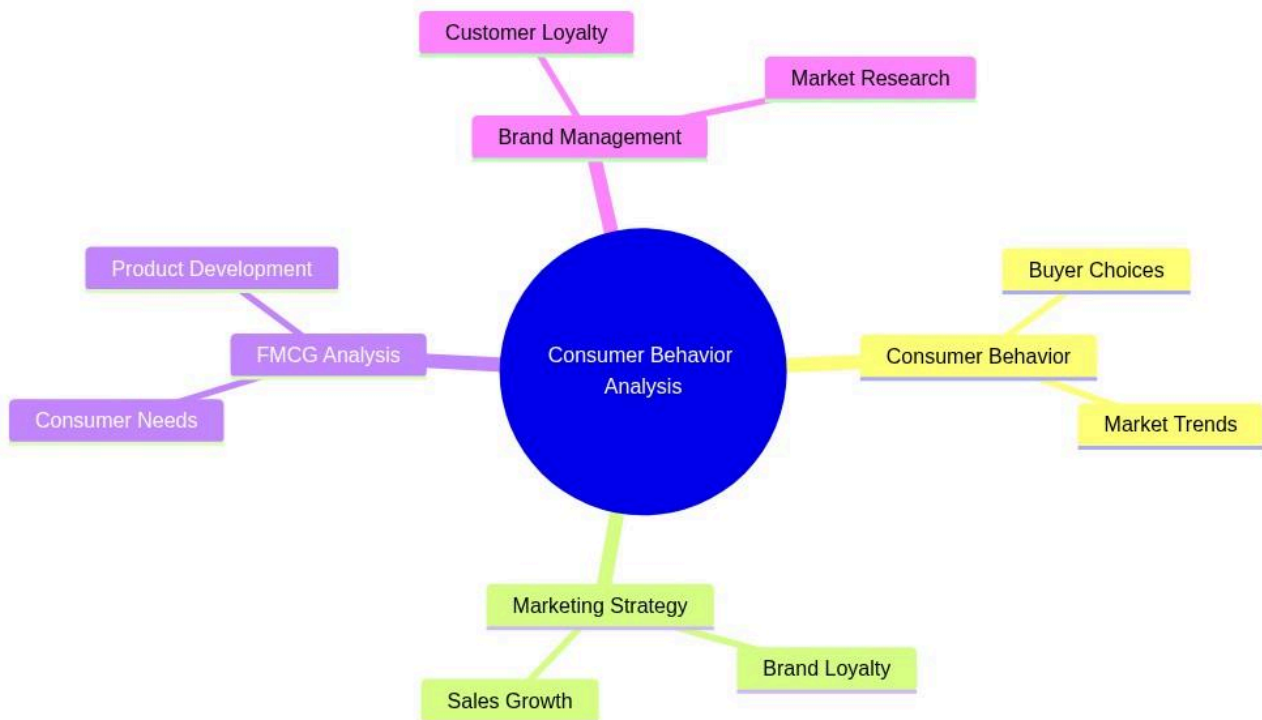 Customer Loyalty
Market Research
Brand Management
Product Development
Buyer Choices
FMCG Analysis
Consumer Behavior
Analysis
Consumer Behavior
Consumer Needs
Market Trends
Marketing Strategy
Brand Loyalty
Sales Growth